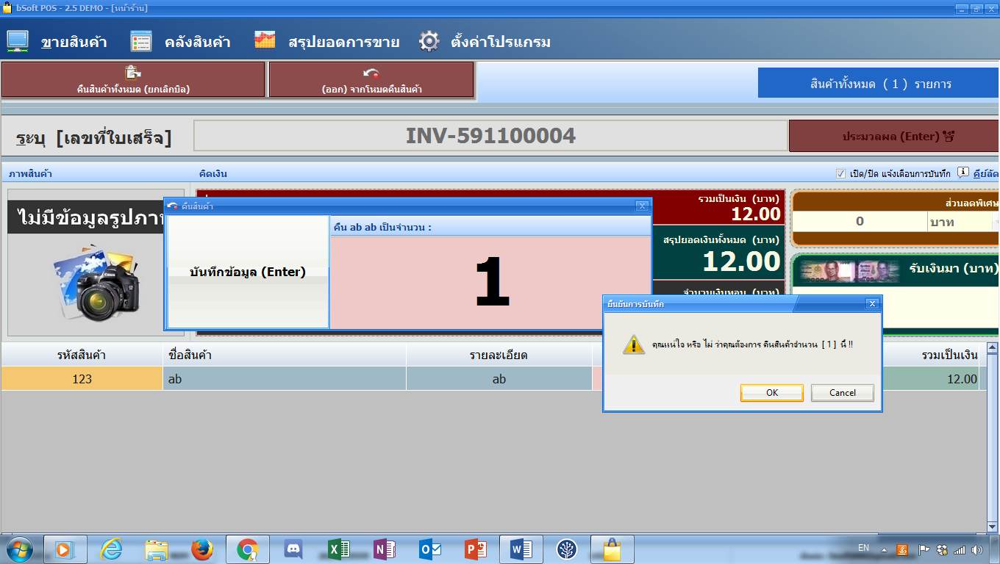 bSoft POS - 2.5 DEMO - [หน้าร้าน]
ขายสินค้า
คลังสินค้า
สรุปยอดการขาย
ตั้งค่าโปรแกรม
คืนสินค้าทั้งหมด (ยกเลิกบิล)
(ออก) จากโหมดคืนสินค้า
สินค้าทั้งหมด ( 1 ) รายการ
ระบุ [เลขที่ใบเสร็จ]
INV-591100004
ประมวลผล (Enter)
ภาพสินค้า
คิดเงิน
เปิด/ปิด แจ้งเตือนการบันทึก
คีย์ลัด
ไม่มีข้อมูลรูปภาพ
คืนสินค้า
บันทึกข้อมูล (Enter)
คืน ab ab เป็นจำนวน :
1
รวมเป็นเงิน (บาท)
12.00
สรุปยอดเงินทั้งหมด (บาท)
12.00
จำนวนเงินทอน (บาท)
ส่วนลดพิเศษ
0
บาท
รับเงินมา (บาท)
ยืนยันการบันทึก
คุณแน่ใจ หรือ ไม่ ว่าคุณต้องการ คืนสินค้าจำนวน [ 1 ] นี้ !!
OK
Cancel
รหัสสินค้า
ชื่อสินค้า
รายละเอียด
รวมเป็นเงิน
123
ab
ab
12.00
EN